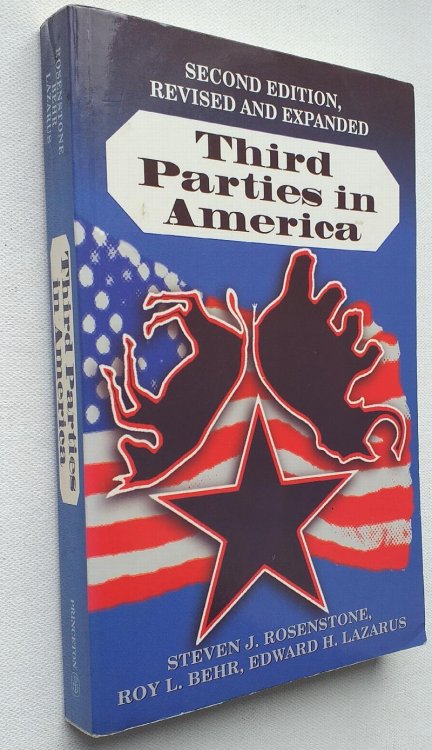 SECOND EDITION,
REVISED AND EXPANDED
Third
Parties in
America
STEVEN J. ROSENSTONE,
ROY L. BEHR, EDWARD H. LAZARUS
ROSENSTONE
BEHR
LAZARUS
Third Parties
in America
PRINCETON